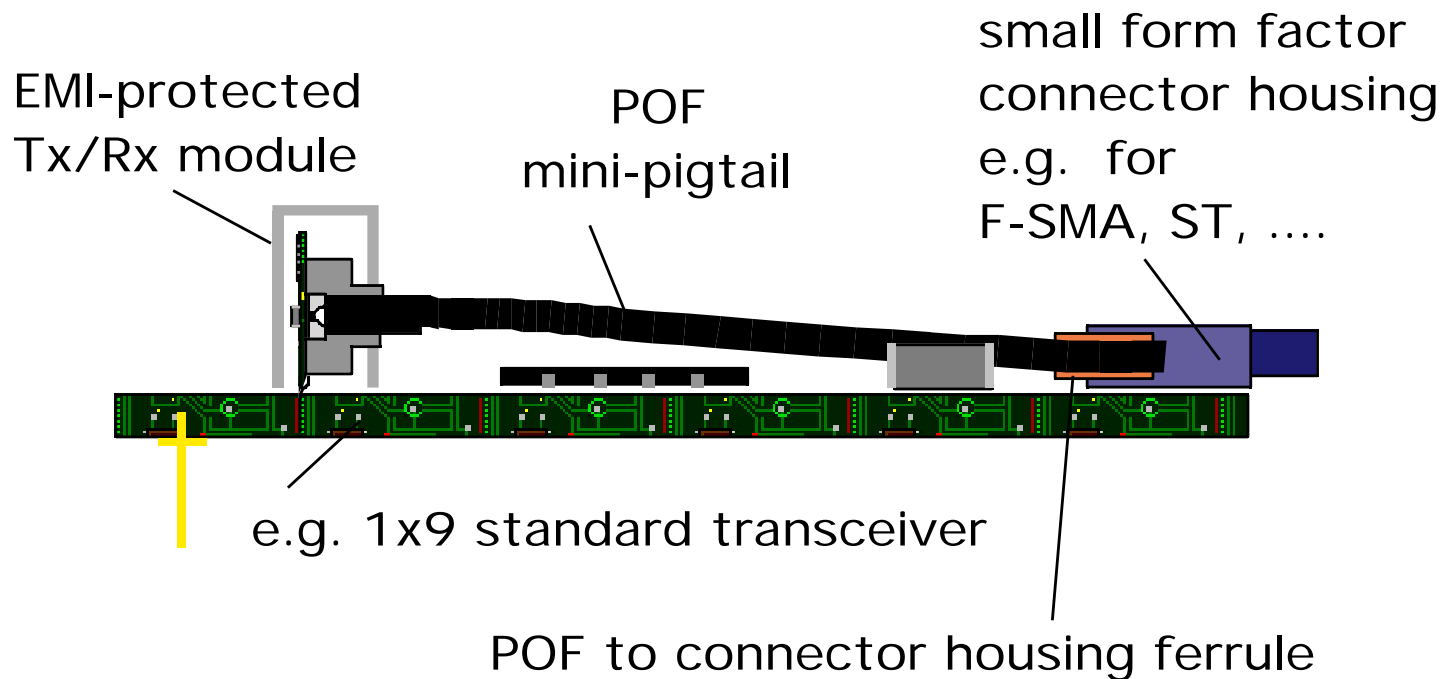 EMI-protected
Tx/Rx module
POF
mini-pigtail
small form factor
connector housing
e.g. for
F-SMA, ST, ....
e.g. 1x9 standard transceiver
POF to connector housing ferrule